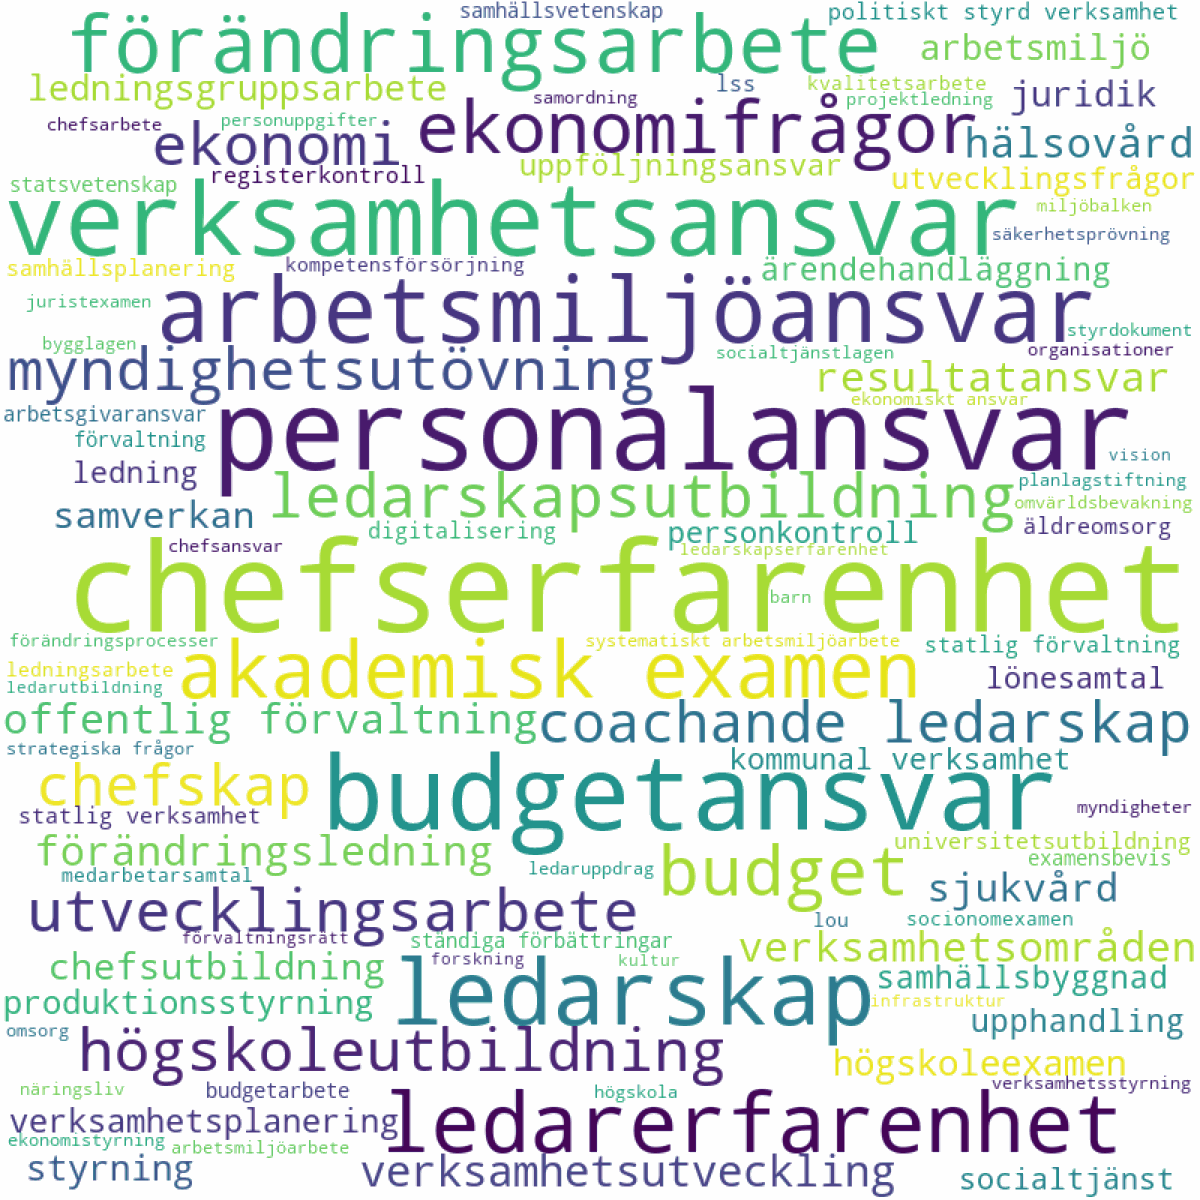 samhällsvetenskap
politiskt styrd verksamhet
förändringsarbete
arbetsmiljö
ledningsgruppsarbete
lss
kvalitetsarbete
samordning
projektledning
juridik
chefsarbete
personuppgifter
ekonomi
ekonomifrågor
hälsovård
uppföljningsansvar
registerkontroll
statsvetenskap
utvecklingsfrågor
verksamhetsansvar
miljöbalken
säkerhetsprövning
samhällsplanering
kompetensförsörjning
ärendehandläggning
juristexamen
arbetsmiljöansvar
styrdokument
bygglagen
socialtjänstlagen
organisationer
myndighetsutövning
resultatansvar
ekonomiskt ansvar
arbetsgivaransvar
personalansvar
förvaltning
vision
ledning
ledarskapsutbildning
planlagstiftning
omvärldsbevakning
samverkan
digitalisering
personkontroll
äldreomsorg
chefsansvar
ledarskapserfarenhet
chefserfarenhet
barn
förändringsprocesser
systematiskt arbetsmiljöarbete
statlig förvaltning
ledningsarbete
akademisk examen
lönesamtal
ledarutbildning
offentlig förvaltning
coachande ledarskap
strategiska frågor
kommunal verksamhet
chefskap
budgetansvar
myndigheter
statlig verksamhet
förändringsledning
universitetsutbildning
examensbevis
medarbetarsamtal
ledaruppdrag
budget
sjukvård
utvecklingsarbete
lou
socionomexamen
förvaltningsrätt
ständiga förbättringar
verksamhetsområden
forskning
kultur
chefsutbildning
ledarskap
samhällsbyggnad
produktionsstyrning
infrastruktur
omsorg
upphandling
högskoleutbildning
högskoleexamen
näringsliv
budgetarbete
högskola
verksamhetsstyrning
verksamhetsplanering
ledarerfarenhet
ekonomistyrning
arbetsmiljöarbete
styrning
verksamhetsutveckling
socialtjänst